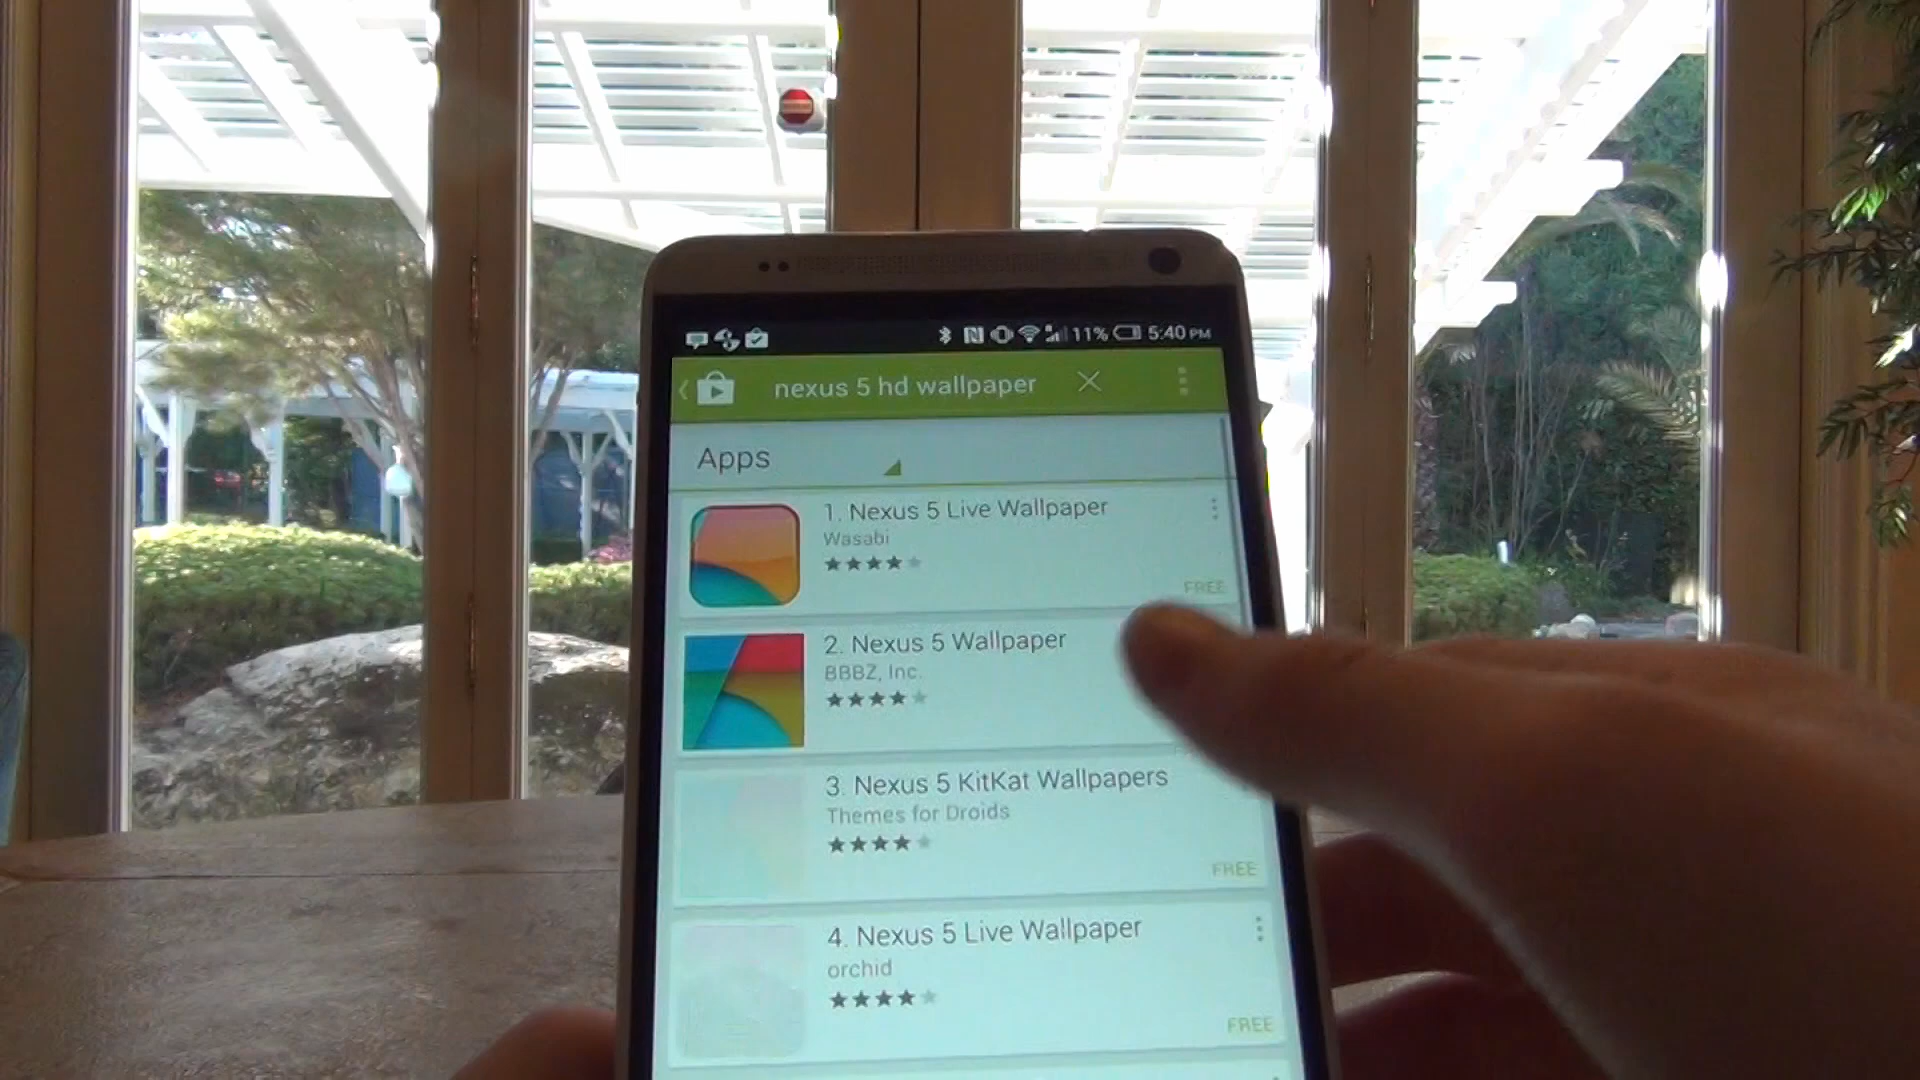 11% 5:40 PM
nexus 5 hd wallpaper
Apps
1. Nexus 5 Live Wallpaper
Wasabi
FREE
2. Nexus 5 Wallpaper
BBBZ, Inc.
3. Nexus 5 KitKat Wallpapers
Themes for Droids
FREE
4. Nexus 5 Live Wallpaper
orchid
FREE